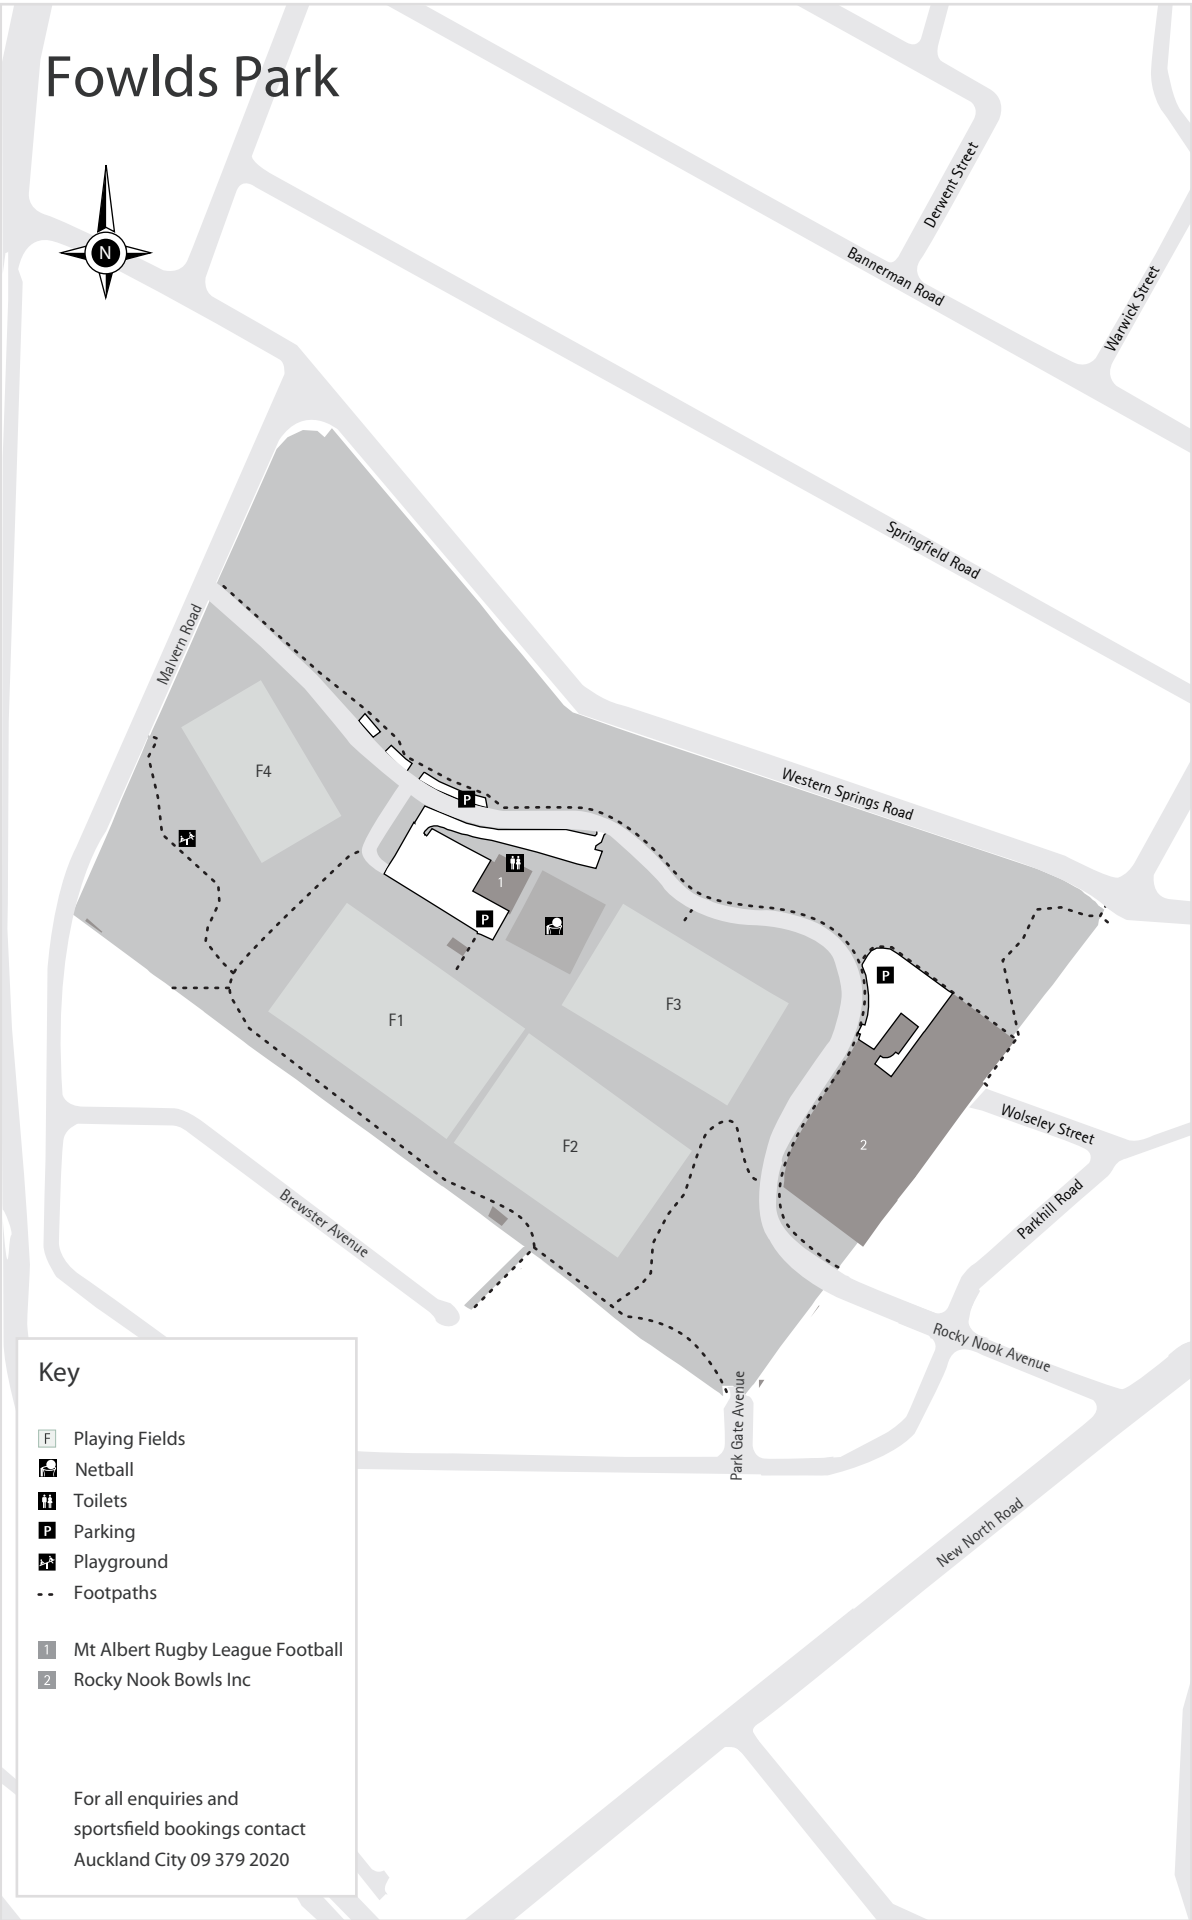 Fowlds Park
N
Derwent Street
Bannerman Road
Warwick Street
Springfield Road
Malvern Road
Western Springs Road
F4
P
1
P
P
F3
F1
F2
2
Wolseley Street
Parkhill Road
Brewster Avenue
Rocky Nook Avenue
Park Gate Avenue
New North Road
Key
F Playing Fields
Netball
Toilets
P Parking
Playground
Footpaths
1 Mt Albert Rugby League Football
2 Rocky Nook Bowls Inc
For all enquiries and
sportsfield bookings contact
Auckland City 09 379 2020